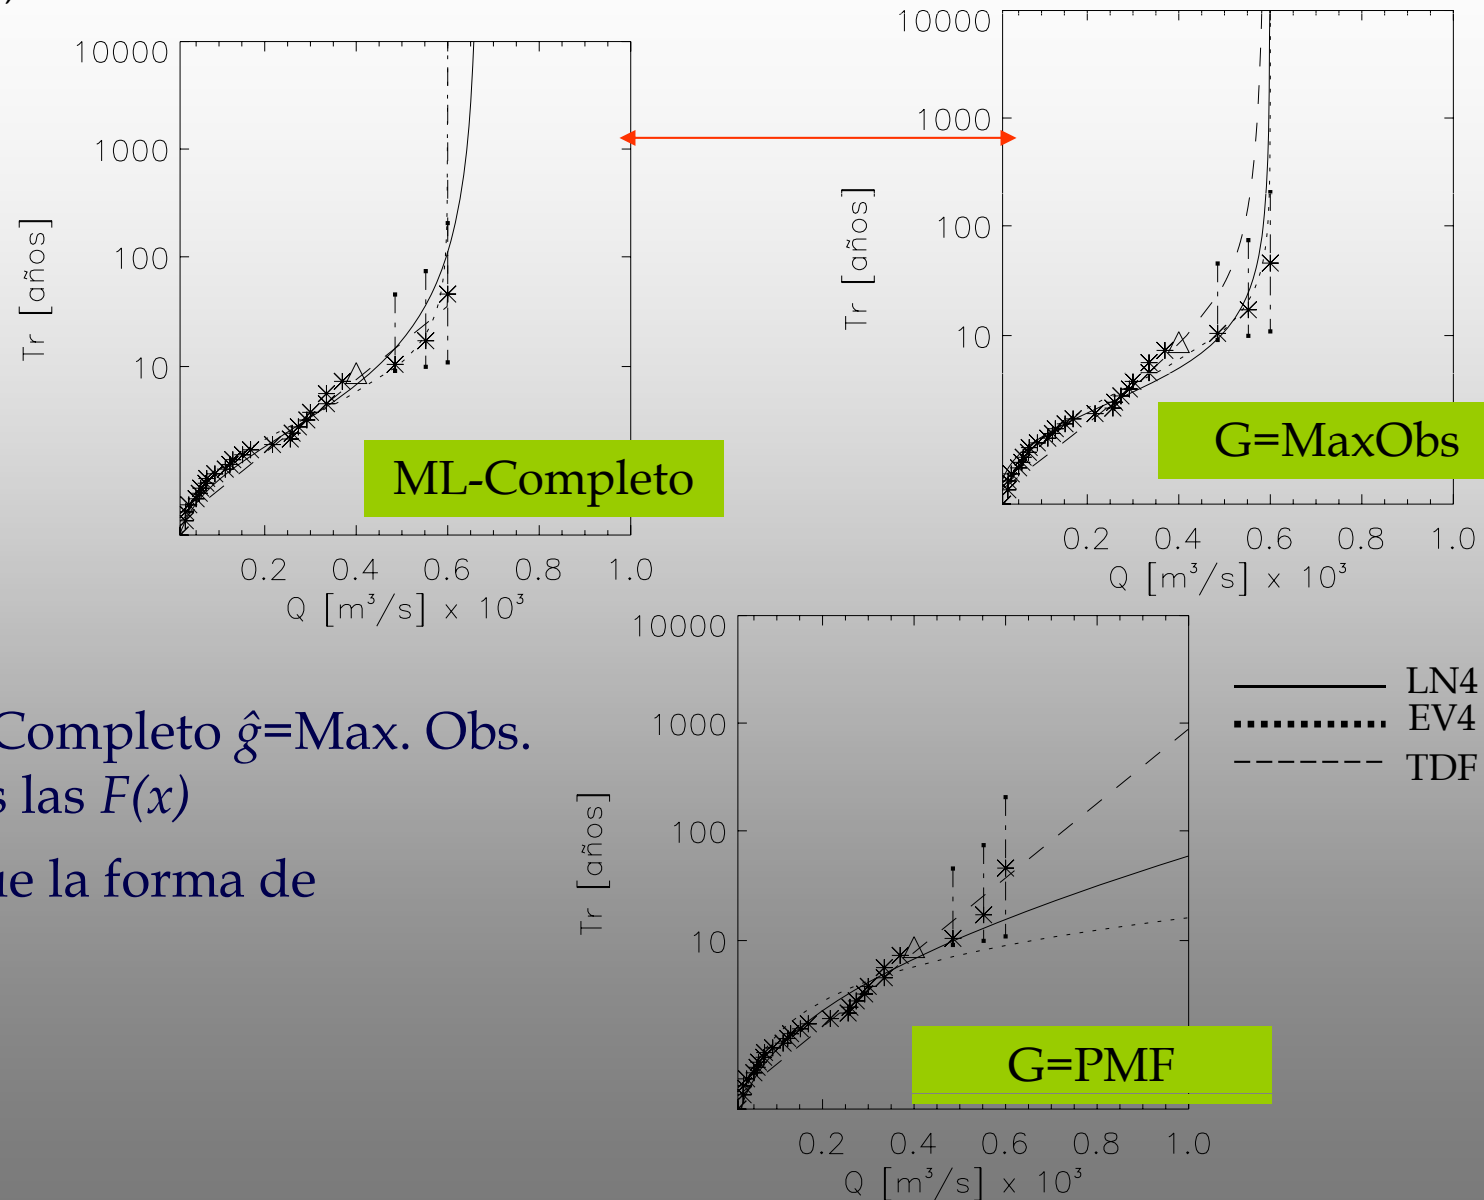 10000
1000
100
10
Tr [años]
0.2 0.4 0.6 0.8 1.0
Q [m³/s] x 10³
ML-Completo
10000
1000
100
10
Tr [años]
0.2 0.4 0.6 0.8 1.0
Q [m³/s] x 10³
G=MaxObs
Completo ĝ=Max. Obs.
s las F(x)
ue la forma de
10000
1000
100
10
Tr [años]
0.2 0.4 0.6 0.8 1.0
Q [m³/s] x 10³
G=PMF
LN4
EV4
TDF